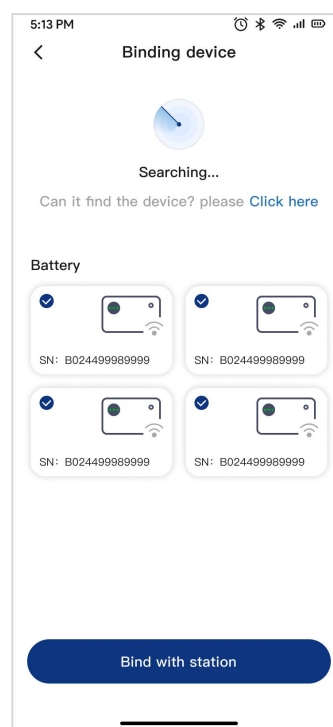 5:13 PM
Binding device
Searching...
Can it find the device? please Click here
Battery
SN: B024499989999
SN: B024499989999
SN: B024499989999
SN: B024499989999
Bind with station